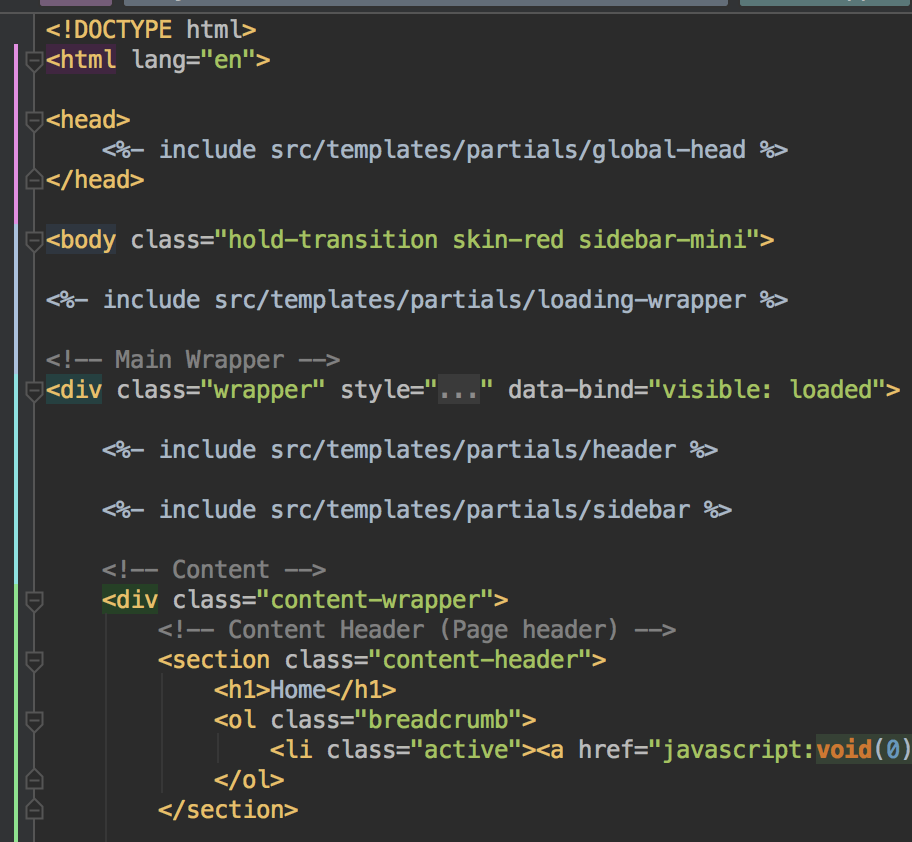 <!DOCTYPE html>
<html lang="en">
<head>
<%- include src/templates/partials/global-head %>
</head>
<body class="hold-transition skin-red sidebar-mini">
<%- include src/templates/partials/loading-wrapper %>
<!-- Main Wrapper -->
<div class="wrapper" style="..." data-bind="visible: loaded">
<%- include src/templates/partials/header %>
<%- include src/templates/partials/sidebar %>
<!-- Content -->
<div class="content-wrapper">
<!-- Content Header (Page header) -->
<section class="content-header">
<h1>Home</h1>
<ol class="breadcrumb">
<li class="active"><a href="javascript:void(0)
</ol>
</section>